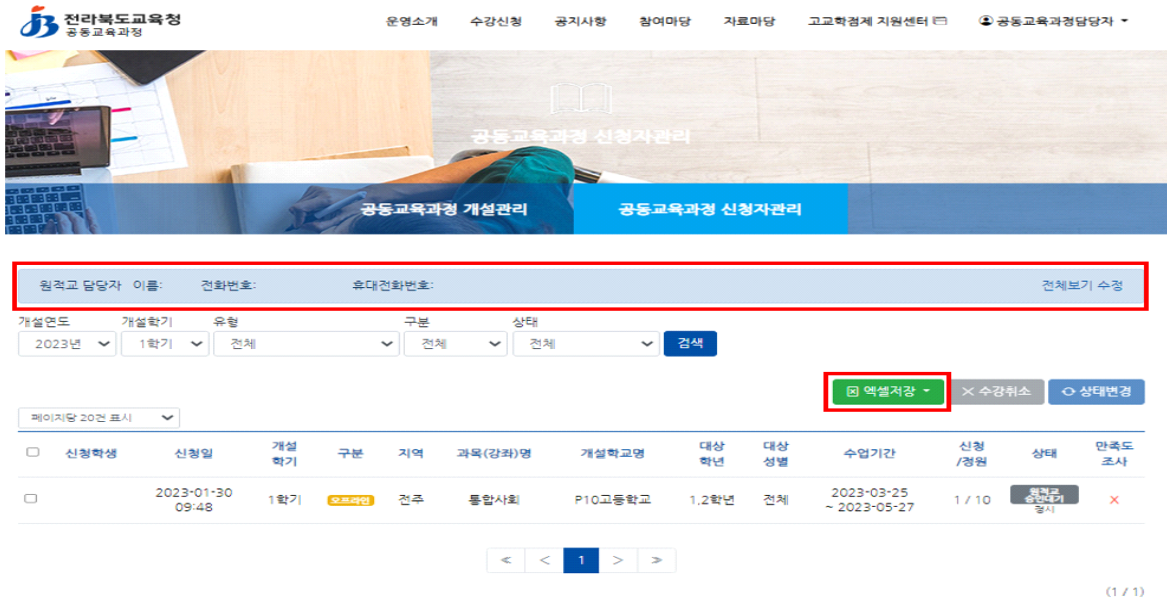 전라북도교육청
공동교육과정
운영소개 수강신청 공지사항 참여마당 자료마당 고교학점제 지원센터 공동교육과정담당자
공동교육과정 신청자관리
공동교육과정 개설관리 공동교육과정 신청자관리
원적교 담당자 이름: 전화번호: 휴대전화번호: 전체보기 수정
개설연도 개설학기 유형 구분 상태
2023년 1학기 전체 전체 전체 검색
엑셀저장 수강취소 상태변경
페이지당 20건 표시
신청학생 신청일 개설 학기 구분 지역 과목(강좌)명 개설학교명 대상 학년 대상 성별 수업기간 신청 /정원 상태 만족도 조사
2023-01-30 09:48 1학기 오프라인 전주 통합사회 P10고등학교 1,2학년 전체 2023-03-25 ~ 2023-05-27 1 / 10 원적교 승인대기 정시 ×
« < 1 > »
(1 / 1)